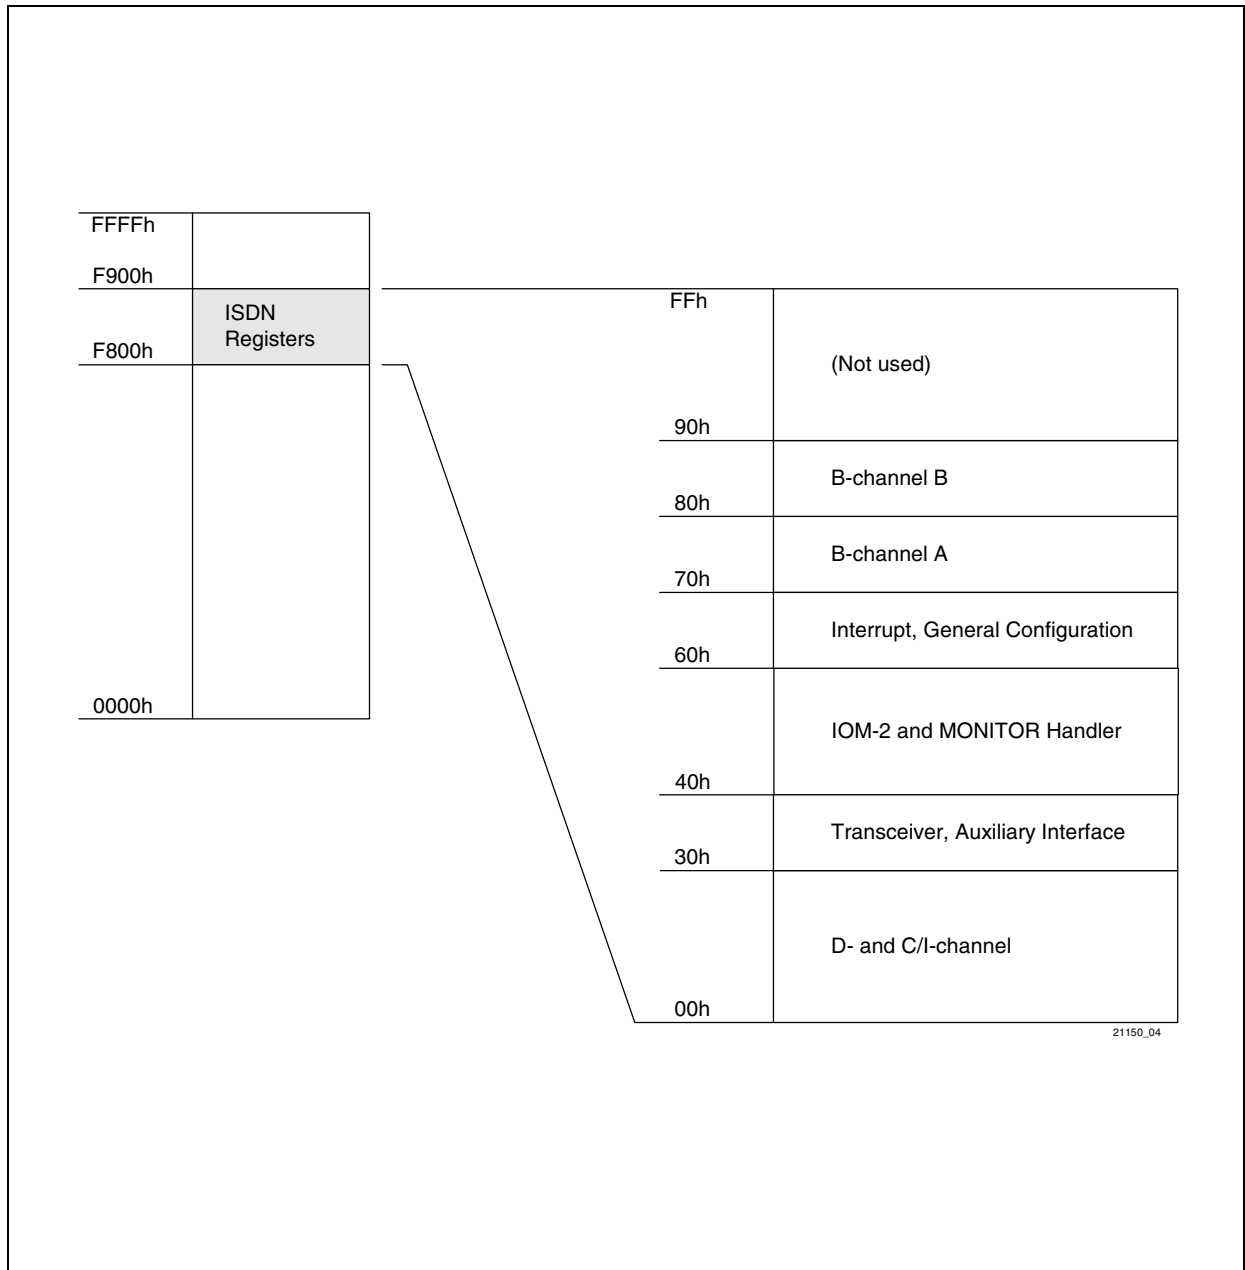 FFFFh
F900h
ISDN
Registers
F800h
0000h
FFh
(Not used)
90h
B-channel B
80h
B-channel A
70h
Interrupt, General Configuration
60h
IOM-2 and MONITOR Handler
40h
Transceiver, Auxiliary Interface
30h
D- and C/I-channel
00h
21150_04